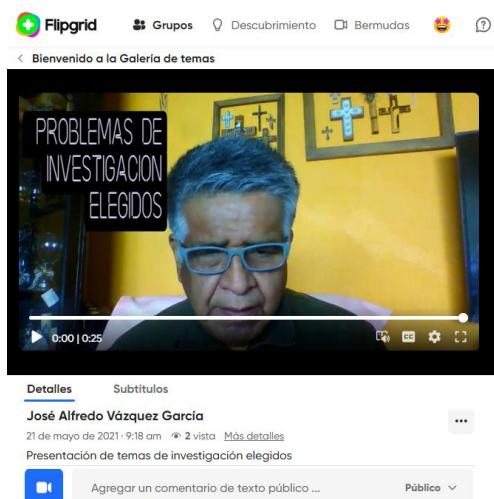 Flipgrid Grupos Descubrimiento Bermudas
Bienvenido a la Galería de temas
PROBLEMAS DE
INVESTIGACION
ELEGIDOS
0:00 | 0:25
CC
Detalles Subtítulos
José Alfredo Vázquez García
21 de mayo de 2021 · 9:18 am 2 vista Más detalles
Presentación de temas de investigación elegidos
Agregar un comentario de texto público ... Público